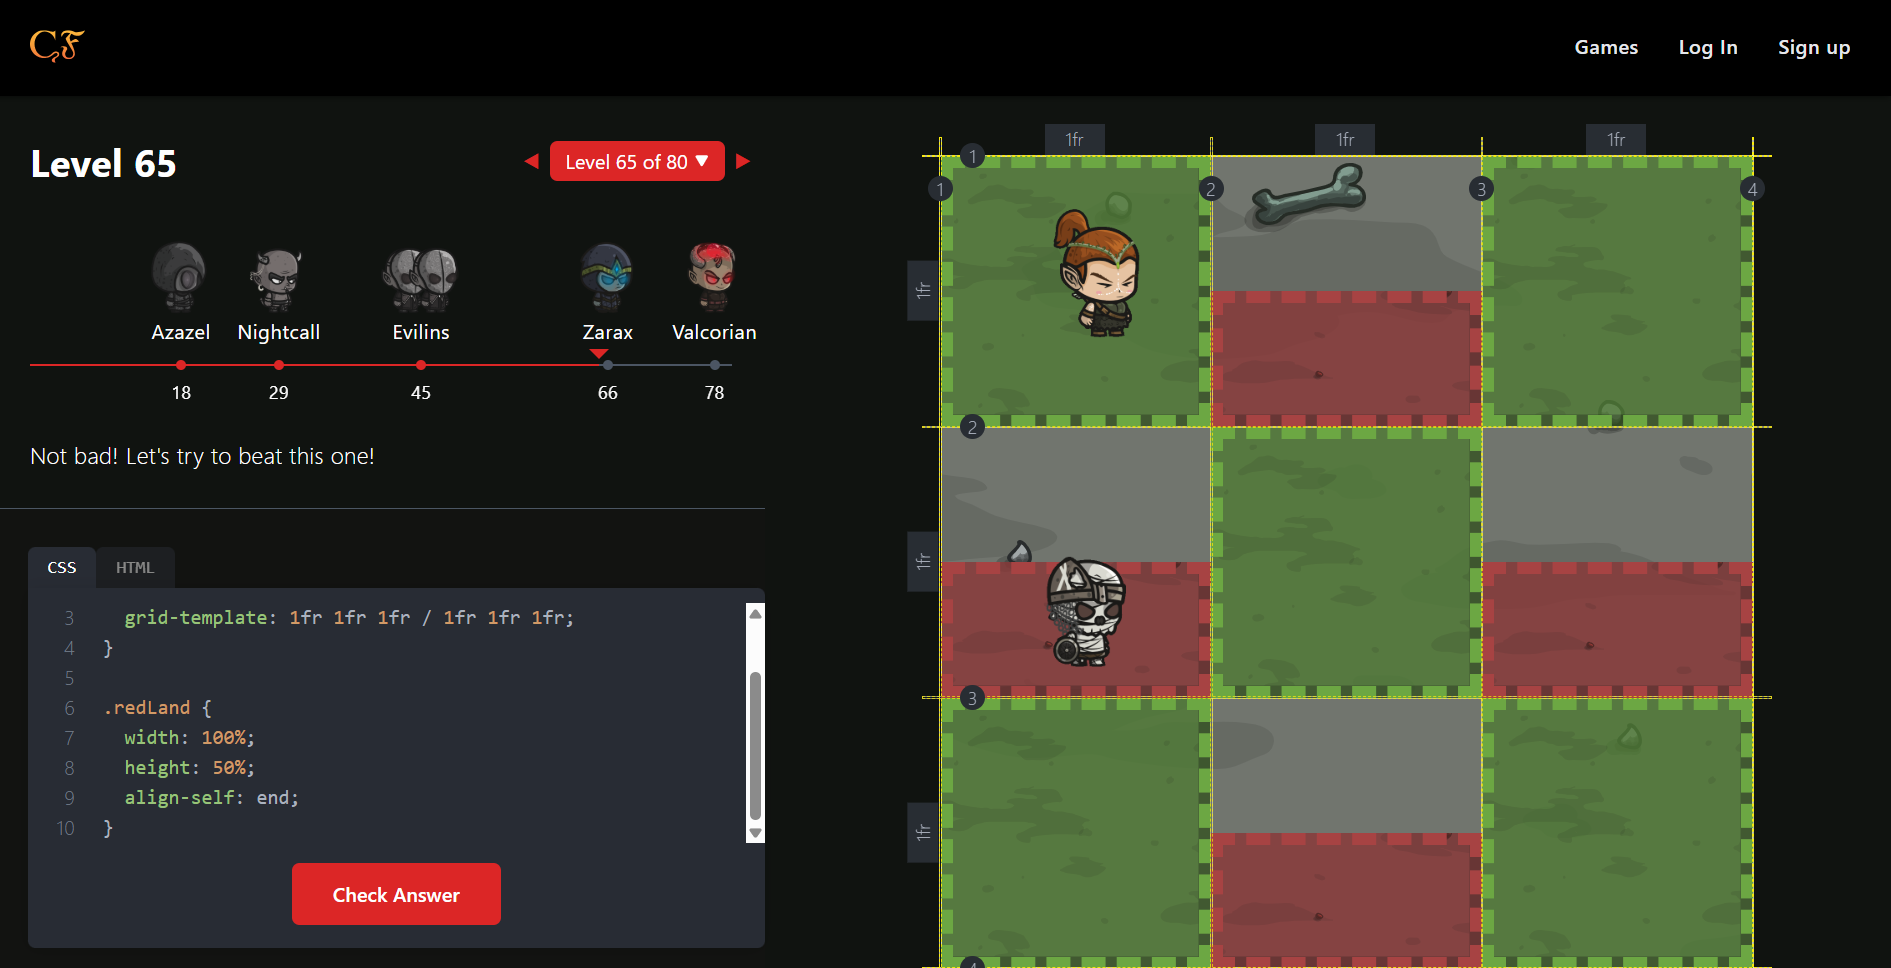 CF
Games Log In Sign up
Level 65
◀ Level 65 of 80 ▼ ▶
Azazel Nightcall Evilins Zarax Valcorian
18 29 45 66 78
Not bad! Let's try to beat this one!
CSS HTML
3 grid-template: 1fr 1fr 1fr / 1fr 1fr 1fr;
4 }
5
6 .redLand {
7 width: 100%;
8 height: 50%;
9 align-self: end;
10 }
Check Answer
1fr 1fr 1fr
1
1 2 3 4
1fr
2
1fr
3
1fr
4